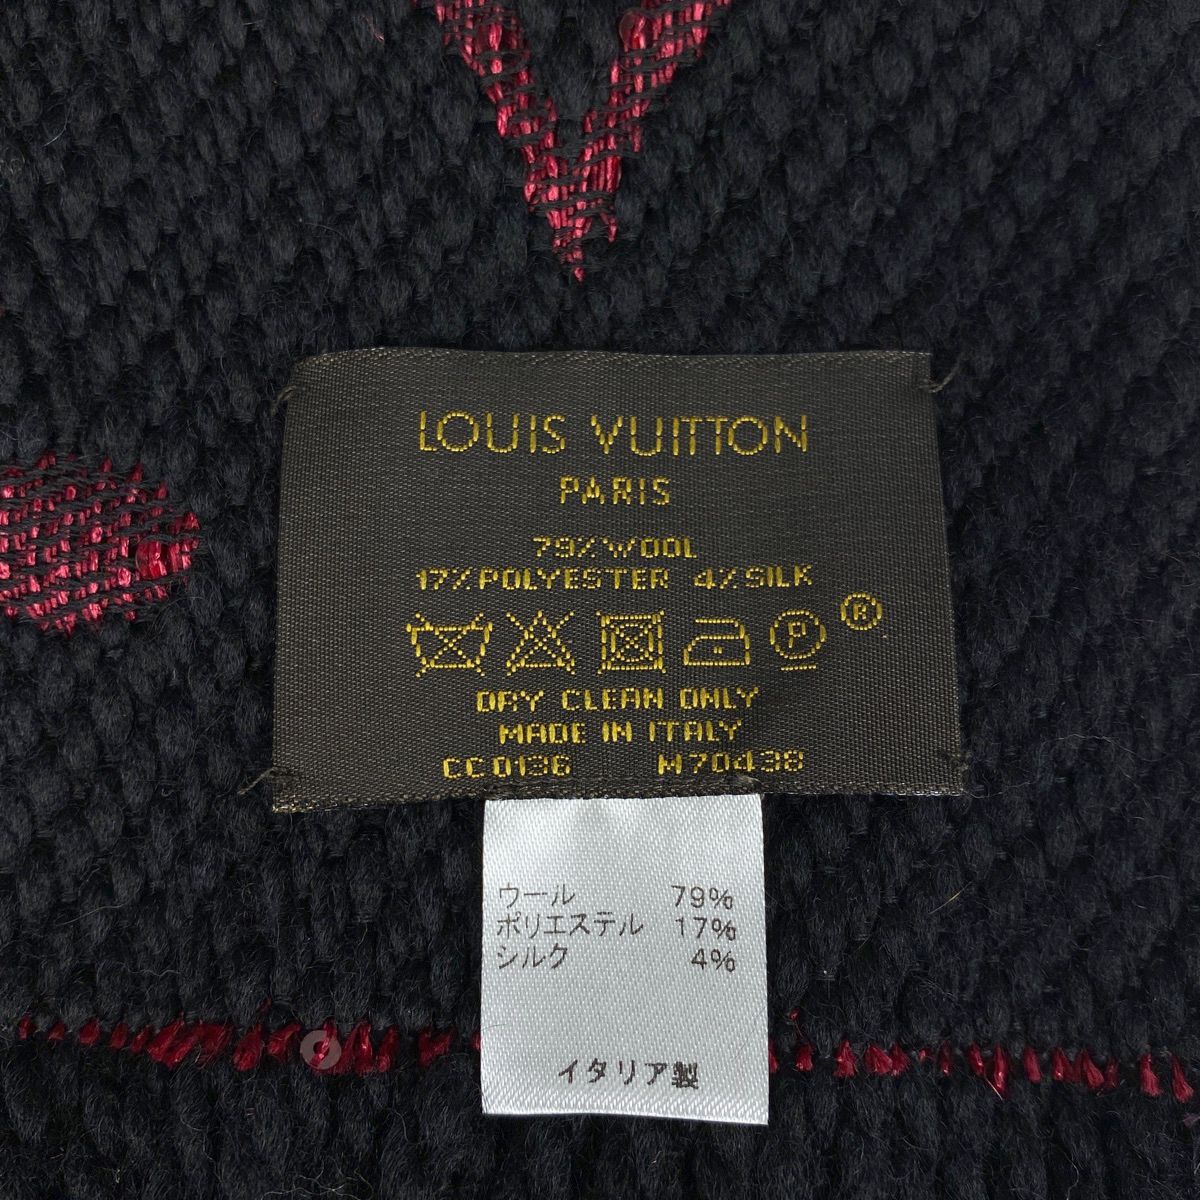 LOUIS VUITTON
PARIS
79% WOOL
17% POLYESTER 4% SILK
P ®
DRY CLEAN ONLY
MADE IN ITALY
CC0136 M70438
ウール 79%
ポリエステル 17%
シルク 4%
イタリア製